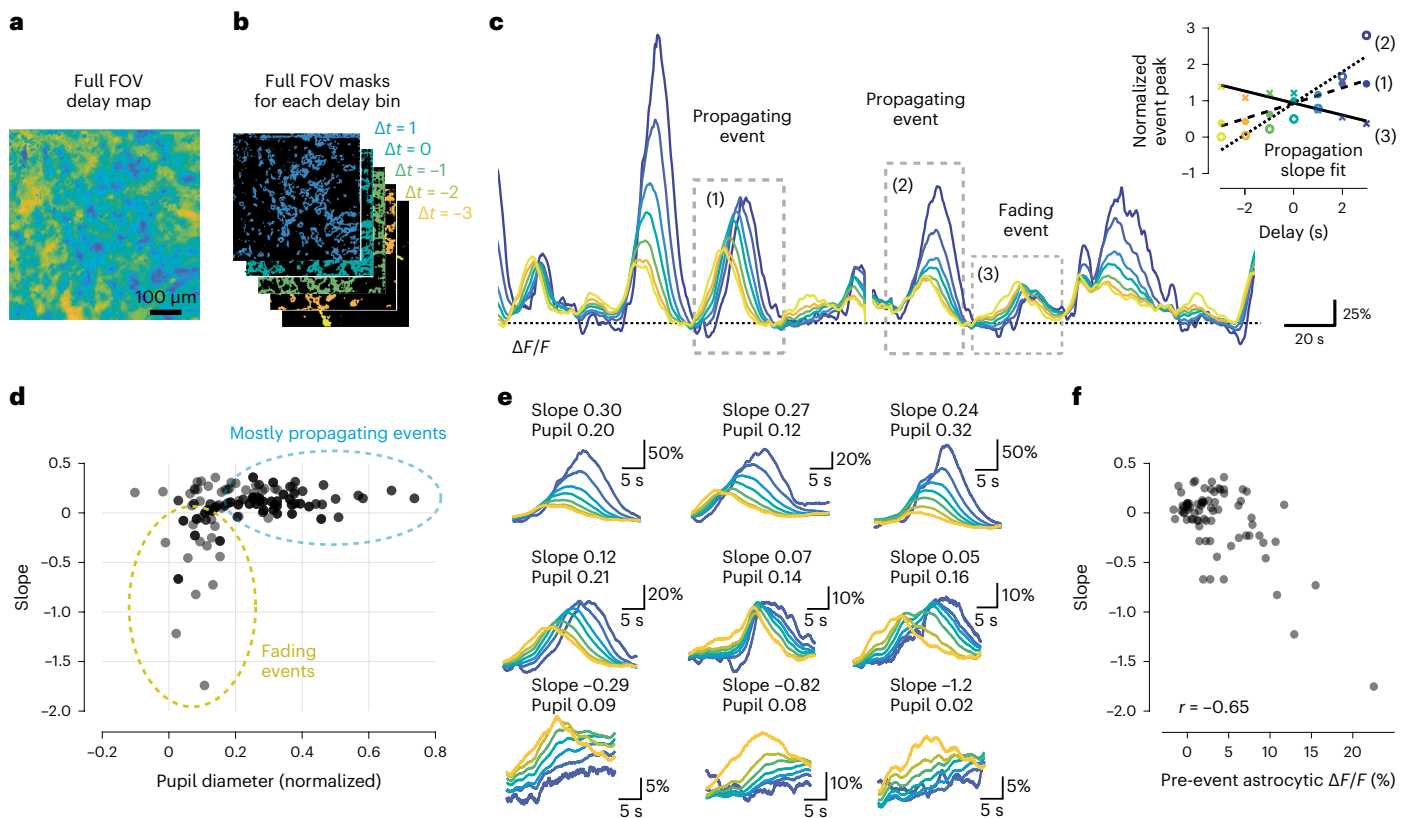 a
Full FOV
delay map
100 µm
b
Full FOV masks
for each delay bin
Δt = 1
Δt = 0
Δt = −1
Δt = −2
Δt = −3
c
Propagating
event
(1)
Propagating
event
(2)
Fading
event
(3)
ΔF/F
25%
20 s
Normalized
event peak
3
2
1
0
−1
(2)
(1)
(3)
Propagation
slope fit
−2
0
2
Delay (s)
d
Mostly propagating events
Fading
events
Slope
0.5
0
−0.5
−1.0
−1.5
−2.0
−0.2
0
0.2
0.4
0.6
0.8
Pupil diameter (normalized)
e
Slope 0.30
Pupil 0.20
50%
5 s
Slope 0.27
Pupil 0.12
20%
5 s
Slope 0.24
Pupil 0.32
50%
5 s
Slope 0.12
Pupil 0.21
20%
5 s
Slope 0.07
Pupil 0.14
10%
5 s
Slope 0.05
Pupil 0.16
10%
5 s
Slope −0.29
Pupil 0.09
5%
5 s
Slope −0.82
Pupil 0.08
10%
5 s
Slope −1.2
Pupil 0.02
5%
5 s
f
Slope
0.5
0
−0.5
−1.0
−1.5
−2.0
r = −0.65
0
5
10
20
Pre-event astrocytic ΔF/F (%)